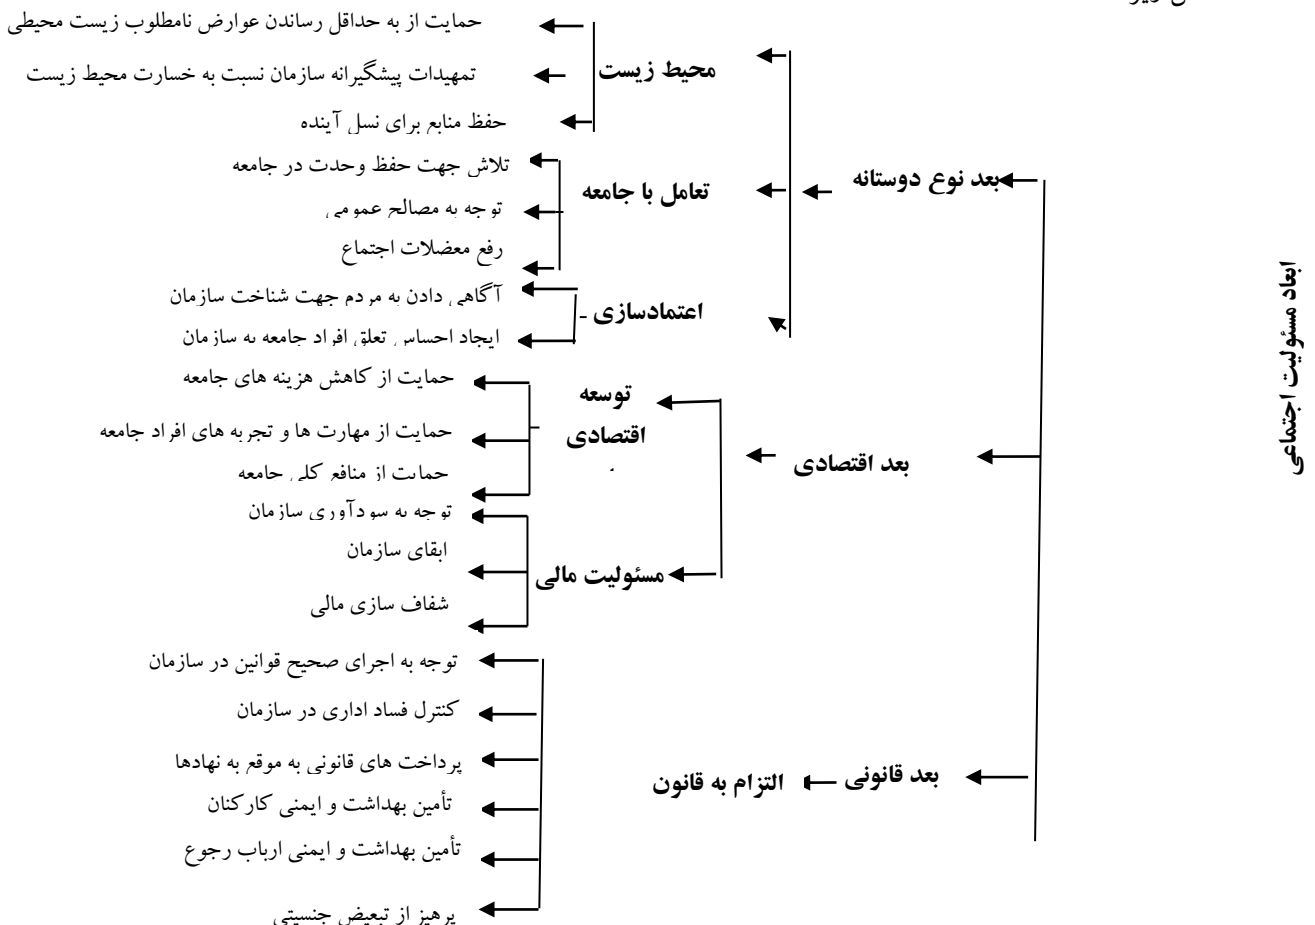 ابعاد مسئولیت اجتماعی
بعد نوع دوستانه
محیط زیست
حمایت از به حداقل رساندن عوارض نامطلوب زیست محیطی
تمهیدات پیشگیرانه سازمان نسبت به خسارت محیط زیست
حفظ منابع برای نسل آینده
تعامل با جامعه
تلاش جهت حفظ وحدت در جامعه
توجه به مصالح عمومی
رفع معضلات اجتماع
اعتمادسازی
آگاهی دادن به مردم جهت شناخت سازمان
ایجاد احساس تعلق افراد جامعه به سازمان
بعد اقتصادی
توسعه
اقتصادی
حمایت از کاهش هزینه های جامعه
حمایت از مهارت ها و تجربه های افراد جامعه
حمایت از منافع کلی جامعه
مسئولیت مالی
توجه به سودآوری سازمان
ابقای سازمان
شفاف سازی مالی
بعد قانونی
التزام به قانون
توجه به اجرای صحیح قوانین در سازمان
کنترل فساد اداری در سازمان
پرداخت های قانونی به موقع به نهادها
تأمین بهداشت و ایمنی کارکنان
تأمین بهداشت و ایمنی ارباب رجوع
پرهیز از تبعیض جنسیتی